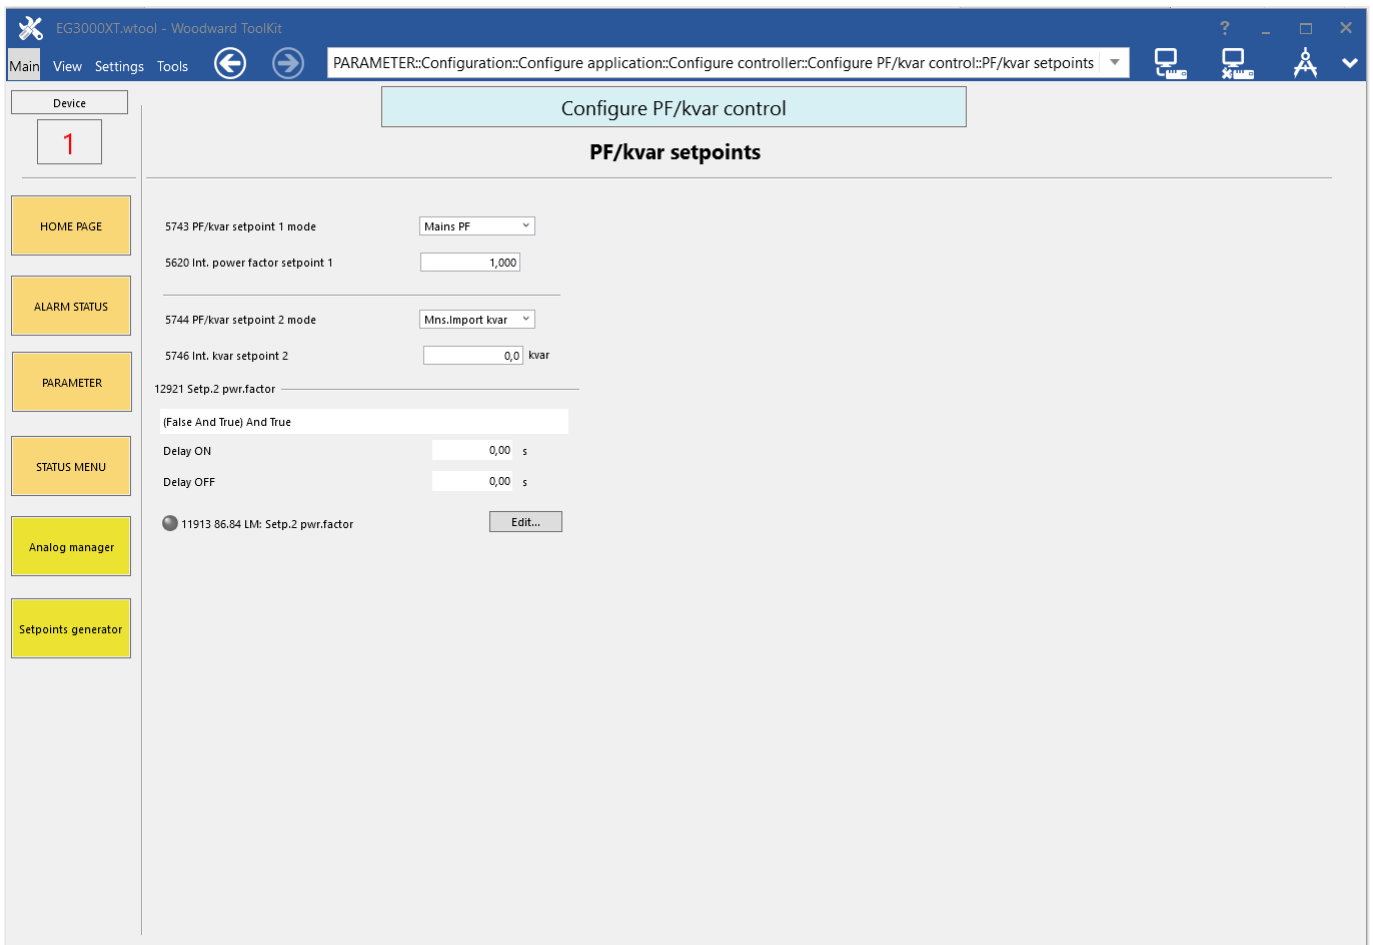 EG3000XT.wtool - Woodward ToolKit
?
Main View Settings Tools
PARAMETER::Configuration::Configure application::Configure controller::Configure PF/kvar control::PF/kvar setpoints
Device
1
Configure PF/kvar control
PF/kvar setpoints
HOME PAGE
ALARM STATUS
PARAMETER
STATUS MENU
Analog manager
Setpoints generator
5743 PF/kvar setpoint 1 mode Mains PF
5620 Int. power factor setpoint 1 1,000
5744 PF/kvar setpoint 2 mode Mns.Import kvar
5746 Int. kvar setpoint 2 0,0 kvar
12921 Setp.2 pwr.factor
(False And True) And True
Delay ON 0,00 s
Delay OFF 0,00 s
11913 86.84 LM: Setp.2 pwr.factor Edit...